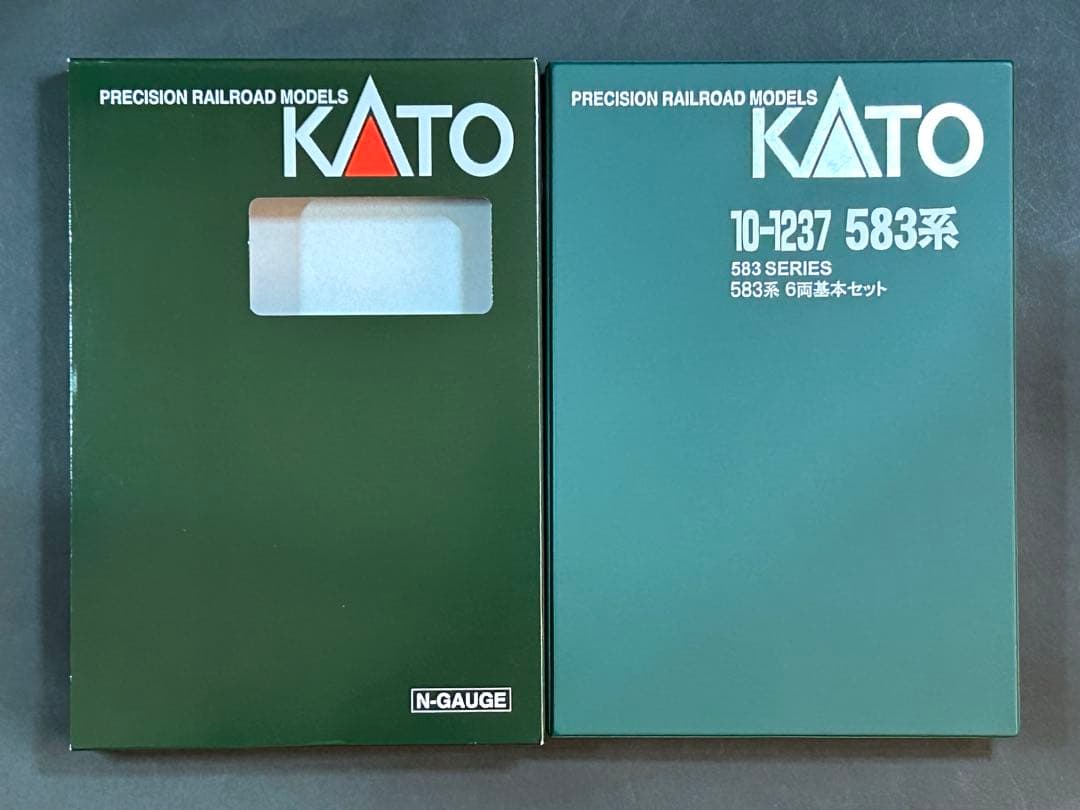 PRECISION RAILROAD MODELS
KATO
N-GAUGE
PRECISION RAILROAD MODELS
KATO
10-1237 583系
583 SERIES
583系 6両基本セット